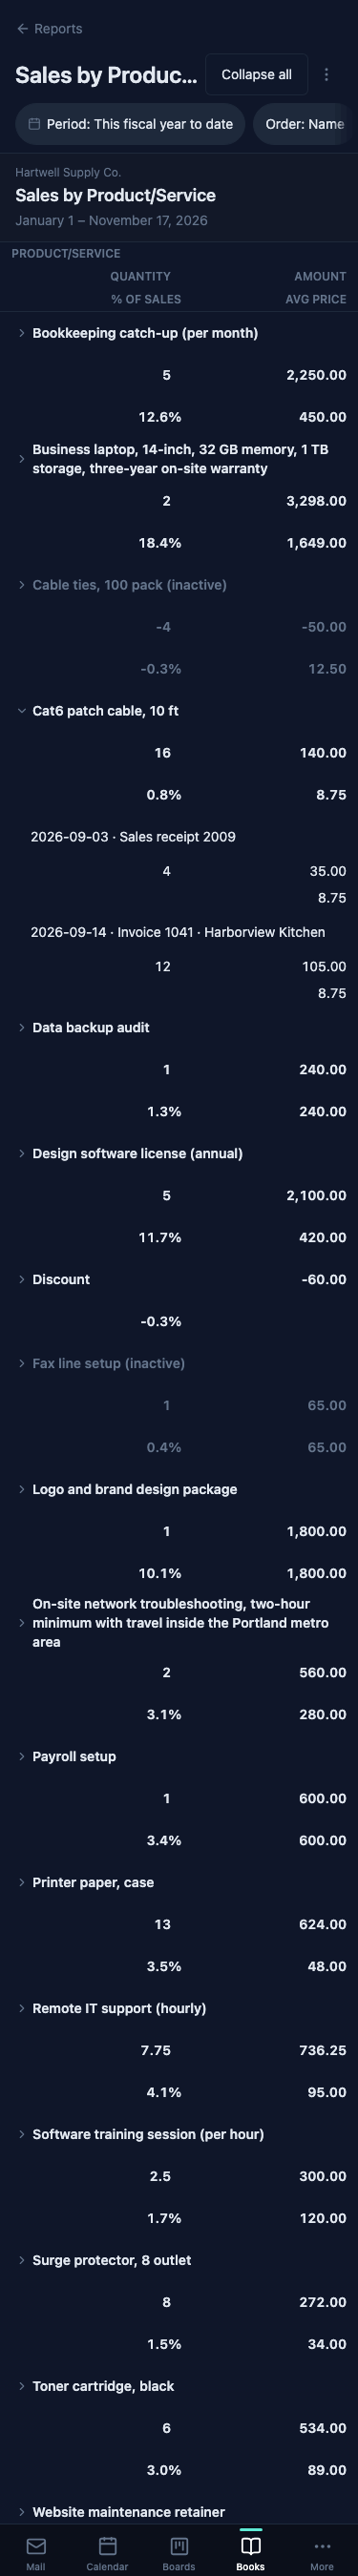 Reports
Sales by Produc...
Collapse all
Period: This fiscal year to date
Order: Name
Hartwell Supply Co.
Sales by Product/Service
January 1 – November 17, 2026
PRODUCT/SERVICE
QUANTITY AMOUNT
% OF SALES AVG PRICE
Bookkeeping catch-up (per month)
5 2,250.00
12.6% 450.00
Business laptop, 14-inch, 32 GB memory, 1 TB
storage, three-year on-site warranty
2 3,298.00
18.4% 1,649.00
Cable ties, 100 pack (inactive)
-4 -50.00
-0.3% 12.50
Cat6 patch cable, 10 ft
16 140.00
0.8% 8.75
2026-09-03 · Sales receipt 2009
4 35.00
8.75
2026-09-14 · Invoice 1041 · Harborview Kitchen
12 105.00
8.75
Data backup audit
1 240.00
1.3% 240.00
Design software license (annual)
5 2,100.00
11.7% 420.00
Discount -60.00
-0.3%
Fax line setup (inactive)
1 65.00
0.4% 65.00
Logo and brand design package
1 1,800.00
10.1% 1,800.00
On-site network troubleshooting, two-hour
minimum with travel inside the Portland metro
area
2 560.00
3.1% 280.00
Payroll setup
1 600.00
3.4% 600.00
Printer paper, case
13 624.00
3.5% 48.00
Remote IT support (hourly)
7.75 736.25
4.1% 95.00
Software training session (per hour)
2.5 300.00
1.7% 120.00
Surge protector, 8 outlet
8 272.00
1.5% 34.00
Toner cartridge, black
6 534.00
3.0% 89.00
Website maintenance retainer
Mail Calendar Boards Books More